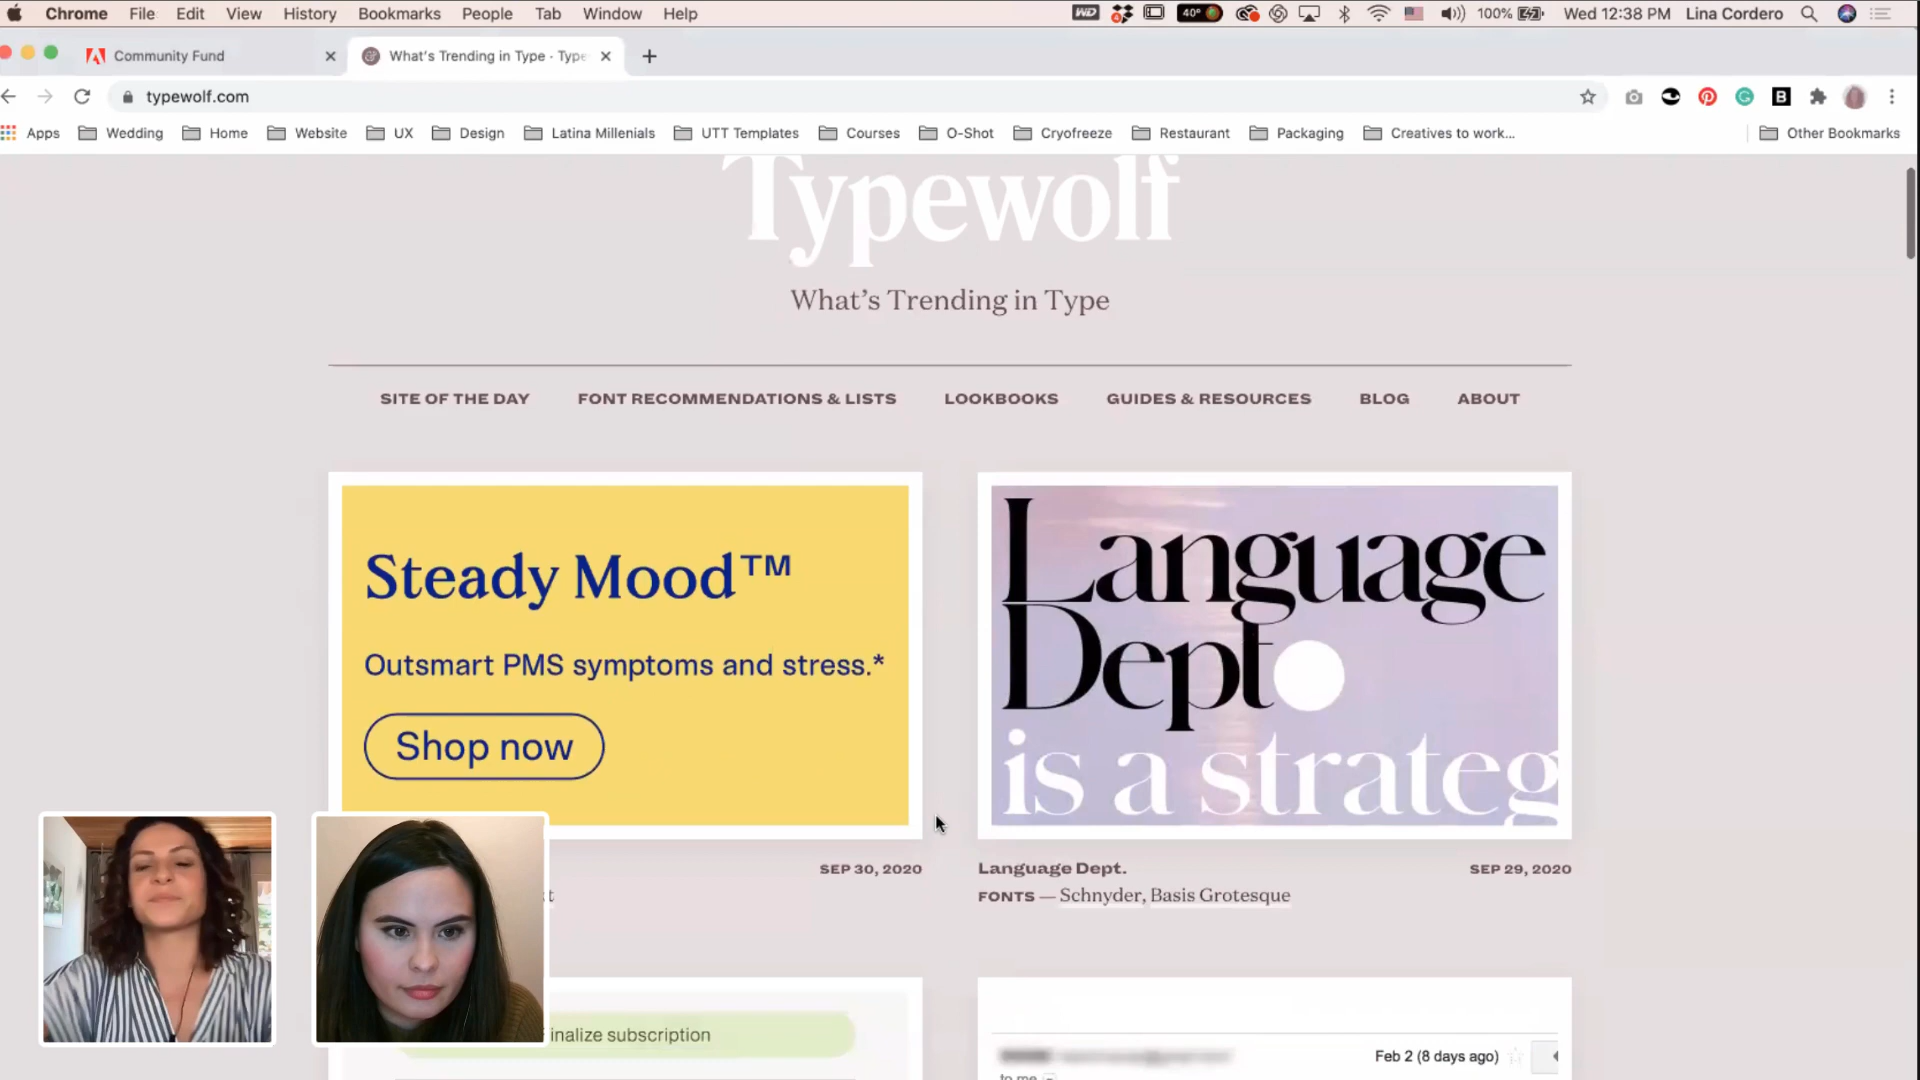 Chrome File Edit View History Bookmarks People Tab Window Help WD 4 40° 100% Wed 12:38 PM Lina Cordero
Community Fund What's Trending in Type · Type
typewolf.com
Apps Wedding Home Website UX Design Latina Millenials UTT Templates Courses O-Shot Cryofreeze Restaurant Packaging Creatives to work... Other Bookmarks
Typewolf
What's Trending in Type
SITE OF THE DAY FONT RECOMMENDATIONS & LISTS LOOKBOOKS GUIDES & RESOURCES BLOG ABOUT
Steady Mood™
Outsmart PMS symptoms and stress.*
Shop now
Language
Dept
is a strateg
SEP 30, 2020
Language Dept. SEP 29, 2020
FONTS — Schnyder, Basis Grotesque
inalize subscription
Feb 2 (8 days ago)
to me